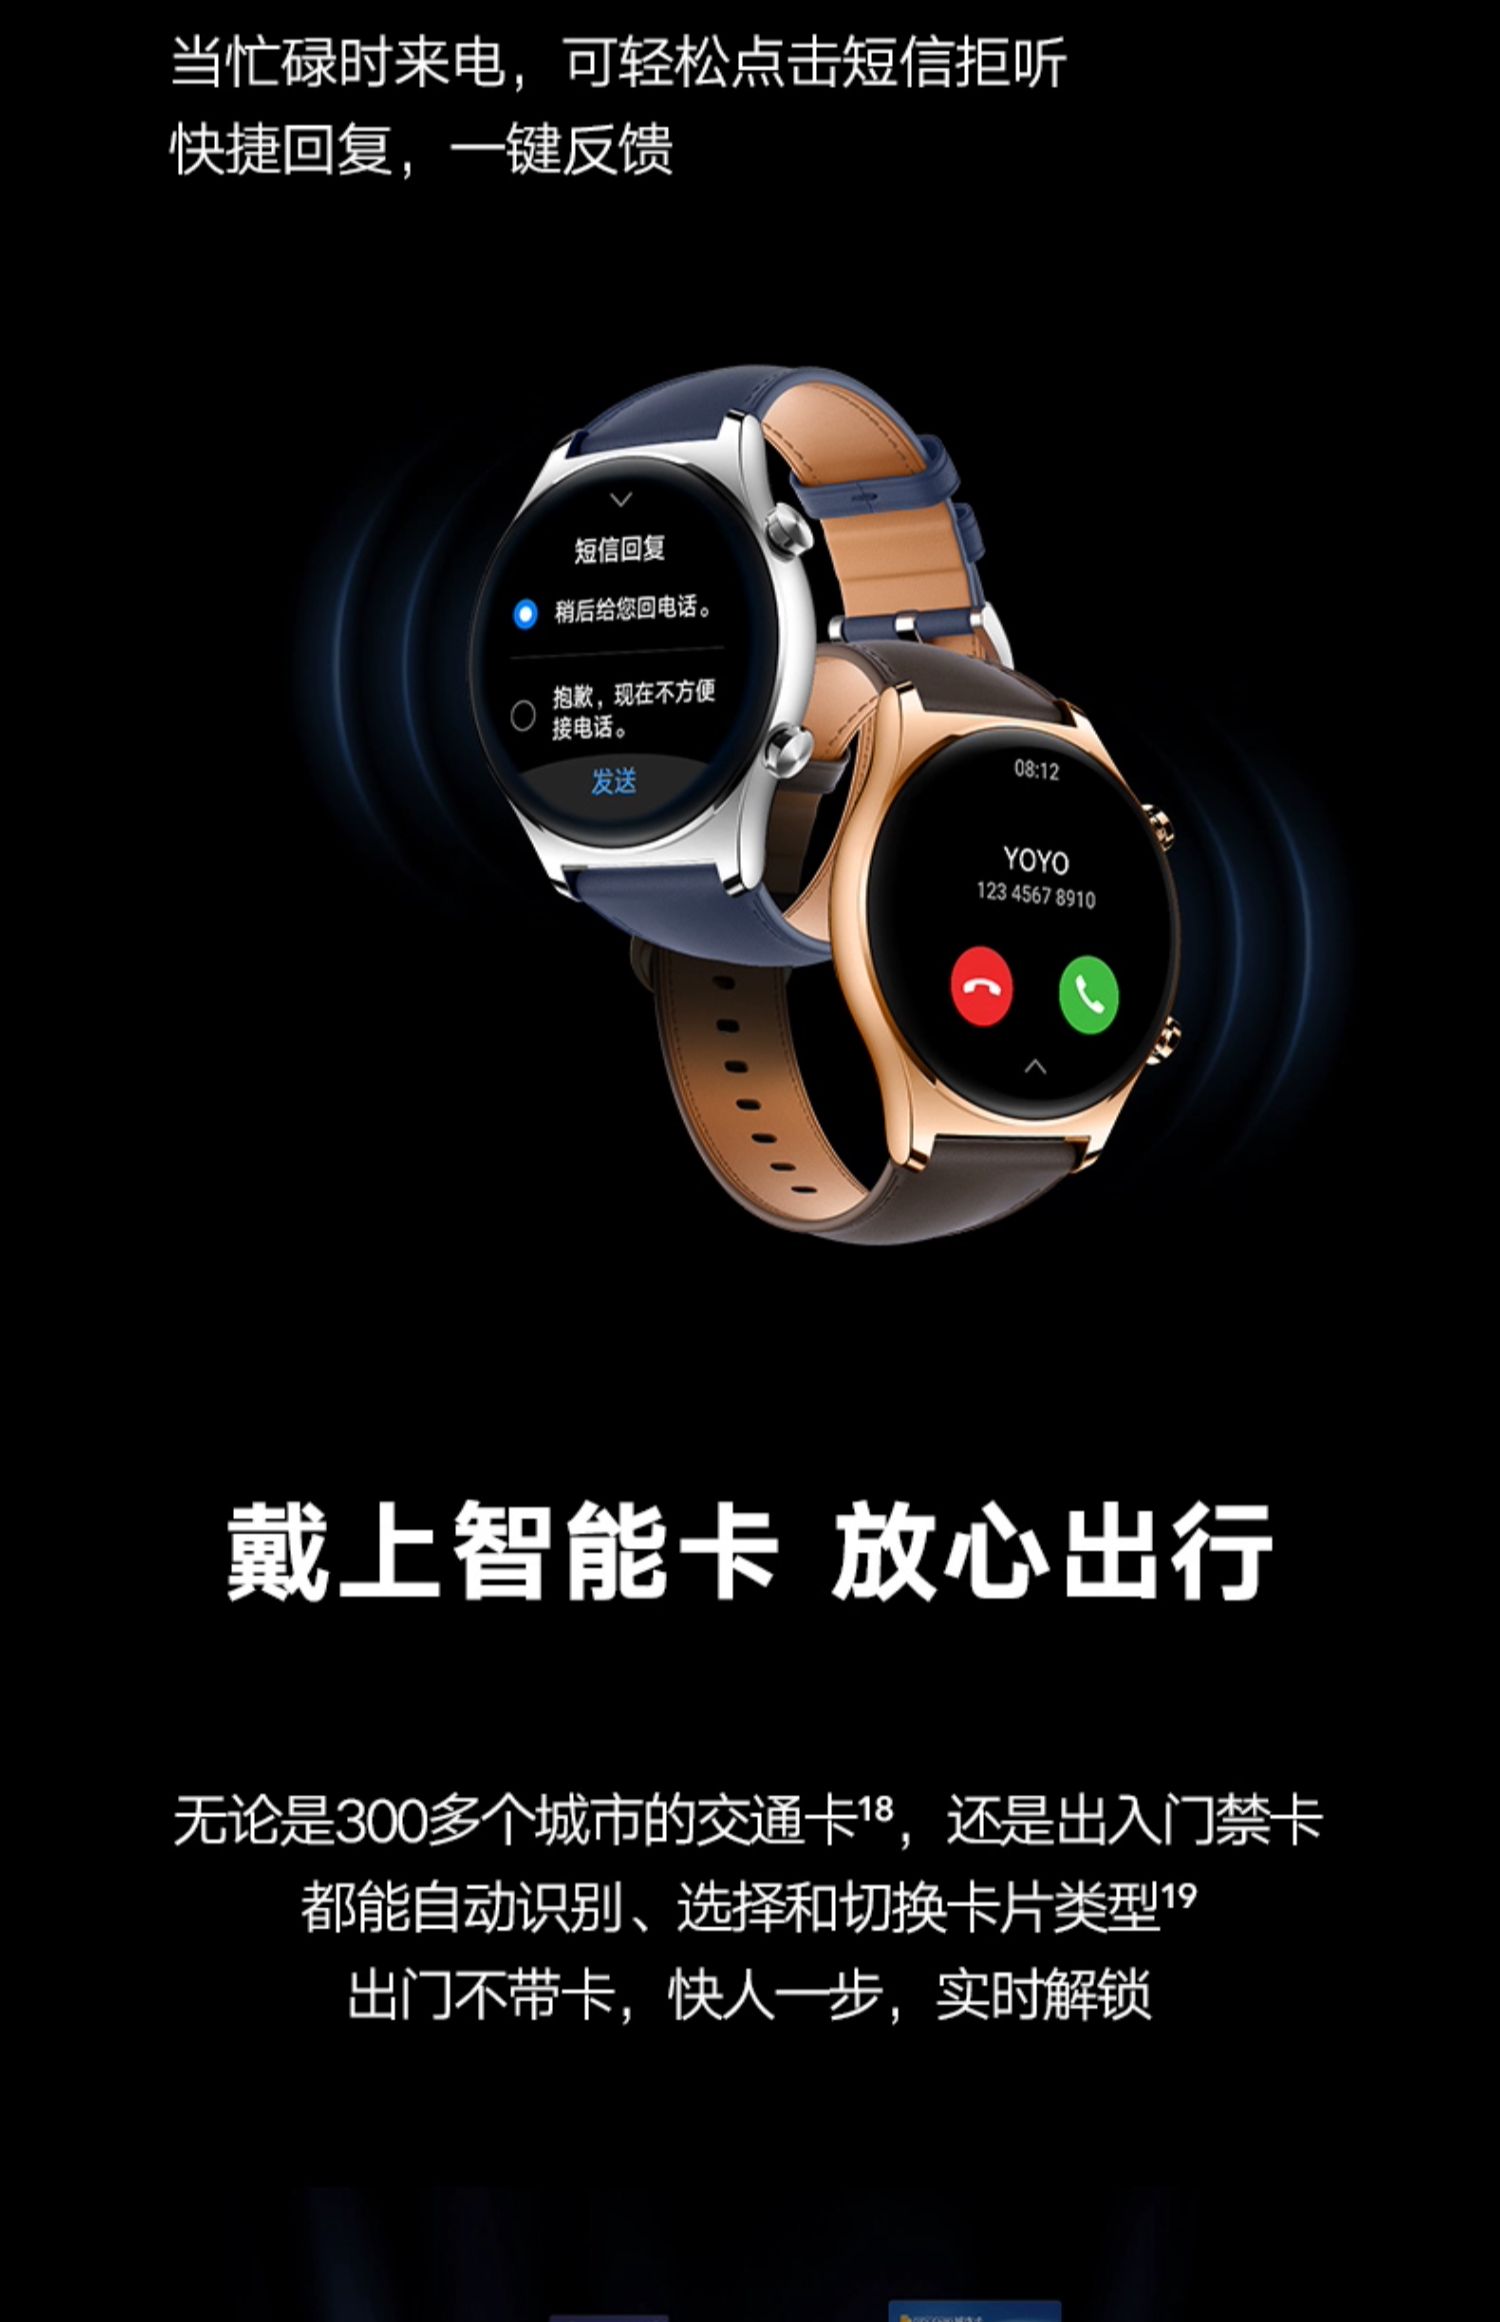 当忙碌时来电，可轻松点击短信拒听
快捷回复，一键反馈
短信回复
稍后给您回电话。
抱歉，现在不方便
接电话。
发送
08:12
YOYO
123 4567 8910
戴上智能卡 放心出行
无论是300多个城市的交通卡18，还是出入门禁卡
都能自动识别、选择和切换卡片类型19
出门不带卡，快人一步，实时解锁